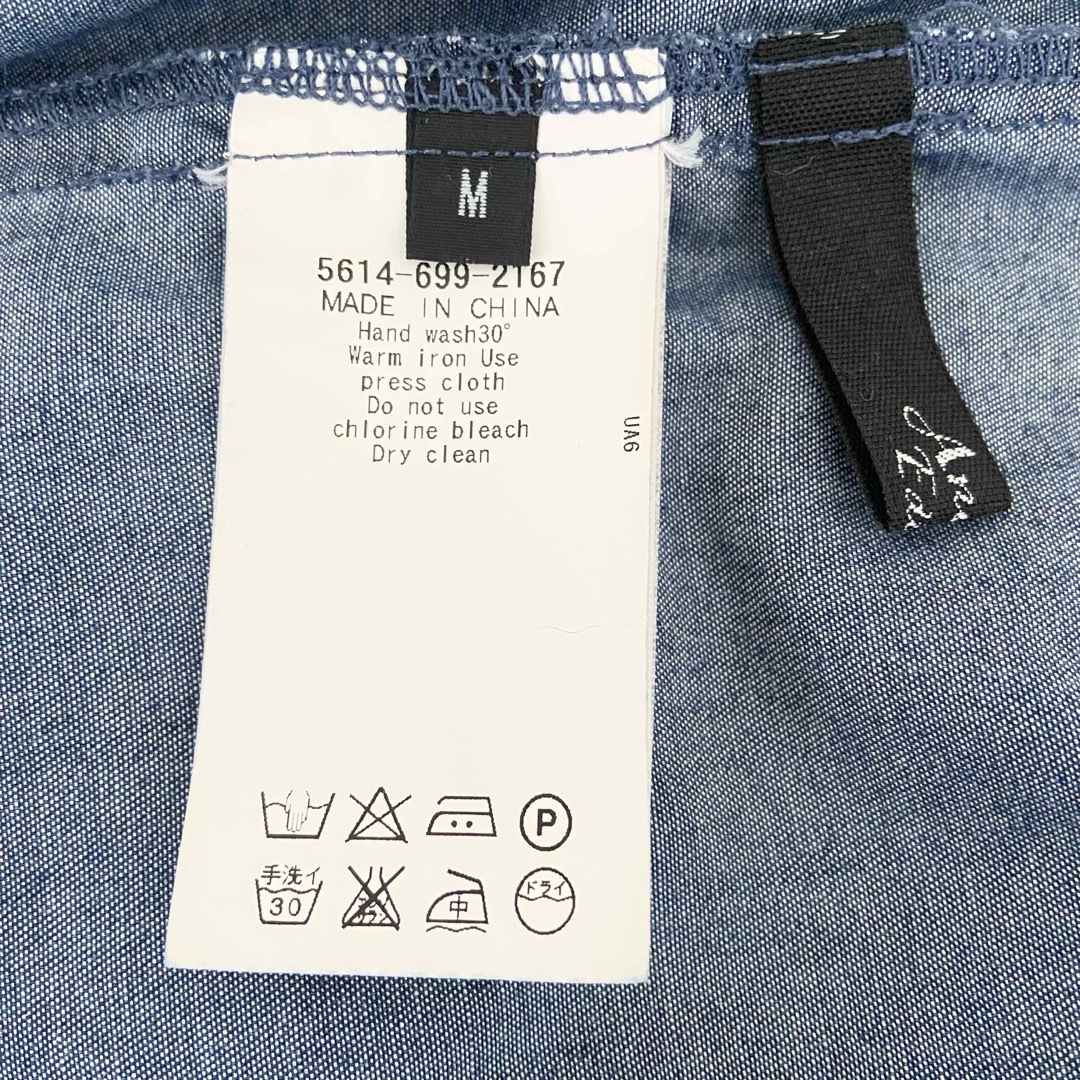 M
5614-699-2167
MADE IN CHINA
Hand wash30°
Warm iron Use
press cloth
Do not use
chlorine bleach
Dry clean
UA6
P
手洗イ
30
中
ドライ